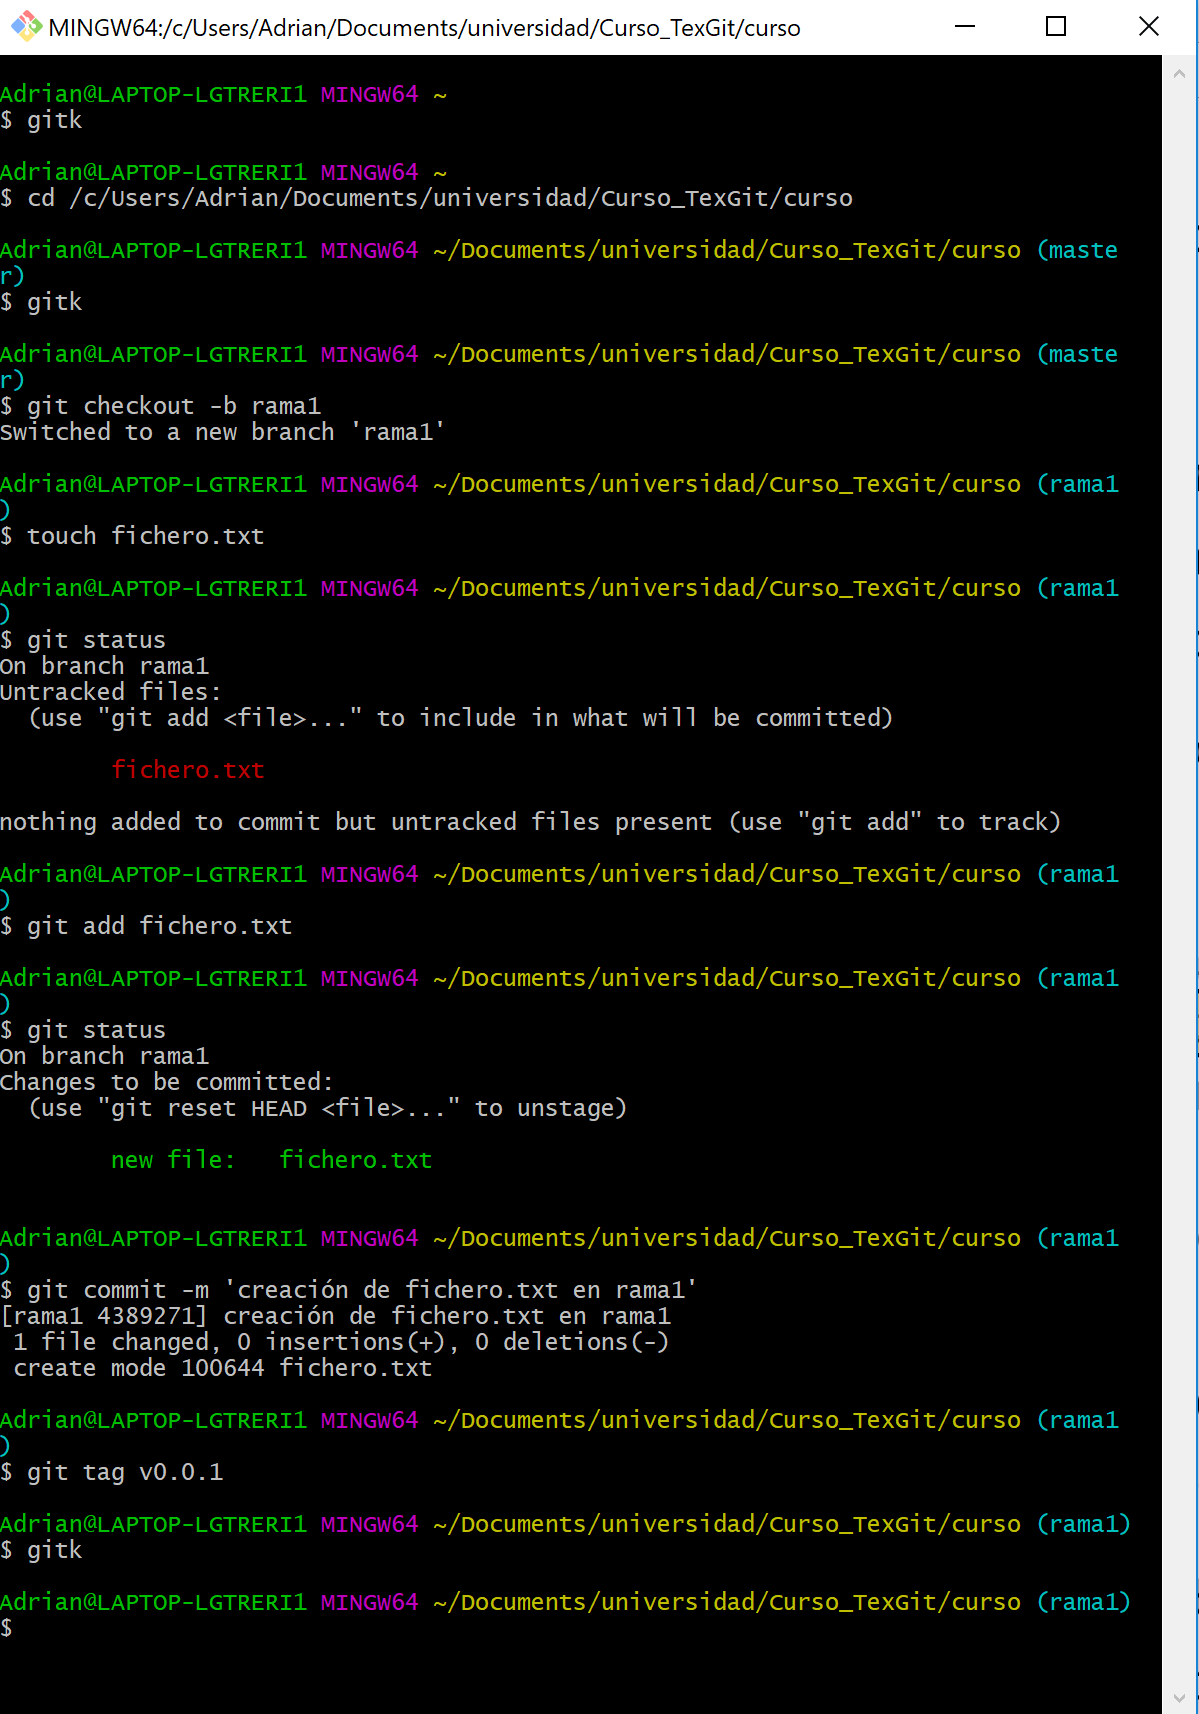 MINGW64:/c/Users/Adrian/Documents/universidad/Curso_TexGit/curso
Adrian@LAPTOP-LGTRERI1 MINGW64 ~
$ gitk
Adrian@LAPTOP-LGTRERI1 MINGW64 ~
$ cd /c/Users/Adrian/Documents/universidad/Curso_TexGit/curso
Adrian@LAPTOP-LGTRERI1 MINGW64 ~/Documents/universidad/Curso_TexGit/curso (maste
r)
$ gitk
Adrian@LAPTOP-LGTRERI1 MINGW64 ~/Documents/universidad/Curso_TexGit/curso (maste
r)
$ git checkout -b rama1
Switched to a new branch 'rama1'
Adrian@LAPTOP-LGTRERI1 MINGW64 ~/Documents/universidad/Curso_TexGit/curso (rama1
)
$ touch fichero.txt
Adrian@LAPTOP-LGTRERI1 MINGW64 ~/Documents/universidad/Curso_TexGit/curso (rama1
)
$ git status
On branch rama1
Untracked files:
  (use "git add <file>..." to include in what will be committed)
        fichero.txt
nothing added to commit but untracked files present (use "git add" to track)
Adrian@LAPTOP-LGTRERI1 MINGW64 ~/Documents/universidad/Curso_TexGit/curso (rama1
)
$ git add fichero.txt
Adrian@LAPTOP-LGTRERI1 MINGW64 ~/Documents/universidad/Curso_TexGit/curso (rama1
)
$ git status
On branch rama1
Changes to be committed:
  (use "git reset HEAD <file>..." to unstage)
        new file:   fichero.txt
Adrian@LAPTOP-LGTRERI1 MINGW64 ~/Documents/universidad/Curso_TexGit/curso (rama1
)
$ git commit -m 'creación de fichero.txt en rama1'
[rama1 4389271] creación de fichero.txt en rama1
 1 file changed, 0 insertions(+), 0 deletions(-)
 create mode 100644 fichero.txt
Adrian@LAPTOP-LGTRERI1 MINGW64 ~/Documents/universidad/Curso_TexGit/curso (rama1
)
$ git tag v0.0.1
Adrian@LAPTOP-LGTRERI1 MINGW64 ~/Documents/universidad/Curso_TexGit/curso (rama1)
$ gitk
Adrian@LAPTOP-LGTRERI1 MINGW64 ~/Documents/universidad/Curso_TexGit/curso (rama1)
$